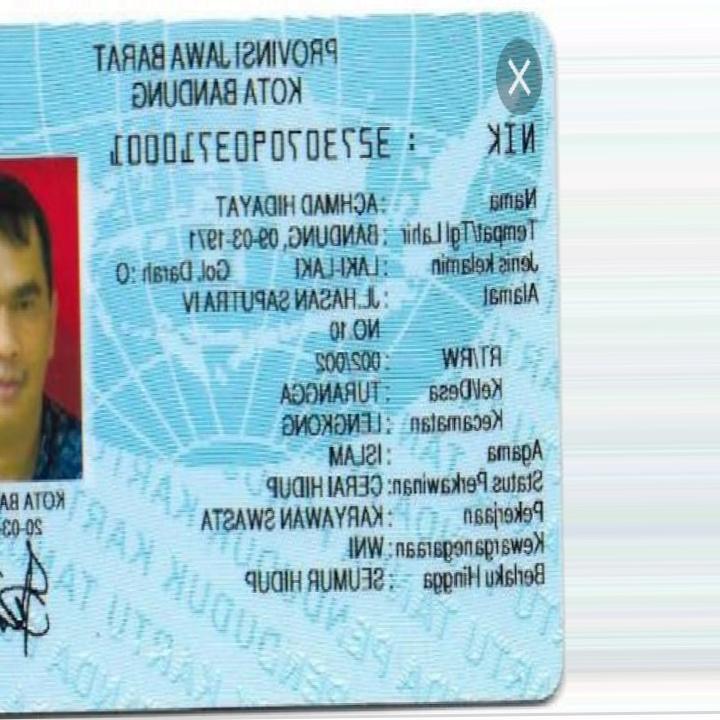 PROVINSI JAWA BARAT
KOTA BANDUNG
X
NIK : 3273070903710001
Nama : ACHMAD HIDAYAT
Tempat/Tgl Lahir : BANDUNG, 09-03-1971
Jenis kelamin : LAKI-LAKI Gol. Darah :O
Alamat : JL.HASAN SAPUTRA IV
NO.10
RT/RW : 002/002
Kel/Desa : TURANGGA
Kecamatan : LENGKONG
Agama : ISLAM
Status Perkawinan: CERAI HIDUP
Pekerjaan : KARYAWAN SWASTA
Kewarganegaraan: WNI
Berlaku Hingga : SEUMUR HIDUP
KOTA BA
20-03